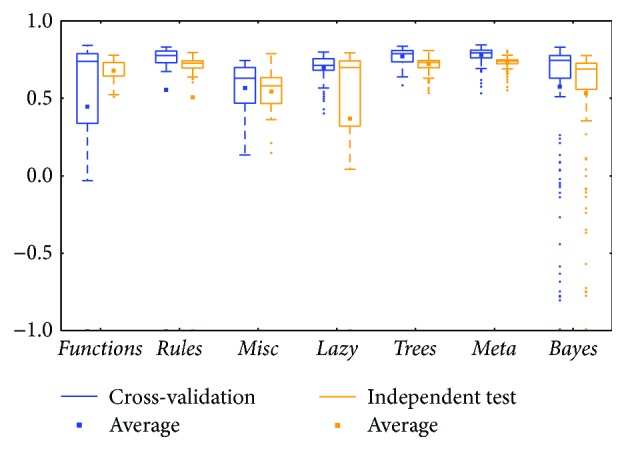 1.0
0.5
0.0
−0.5
−1.0
Functions Rules Misc Lazy Trees Meta Bayes
Cross-validation Independent test
Average Average